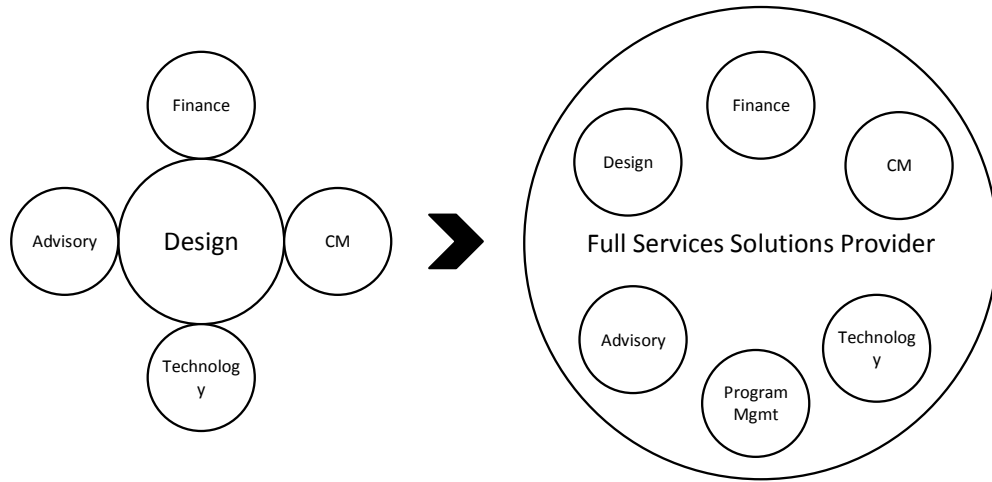 Finance
Advisory
Design
CM
Technolog
y
Finance
Design
CM
Full Services Solutions Provider
Advisory
Technolog
y
Program
Mgmt